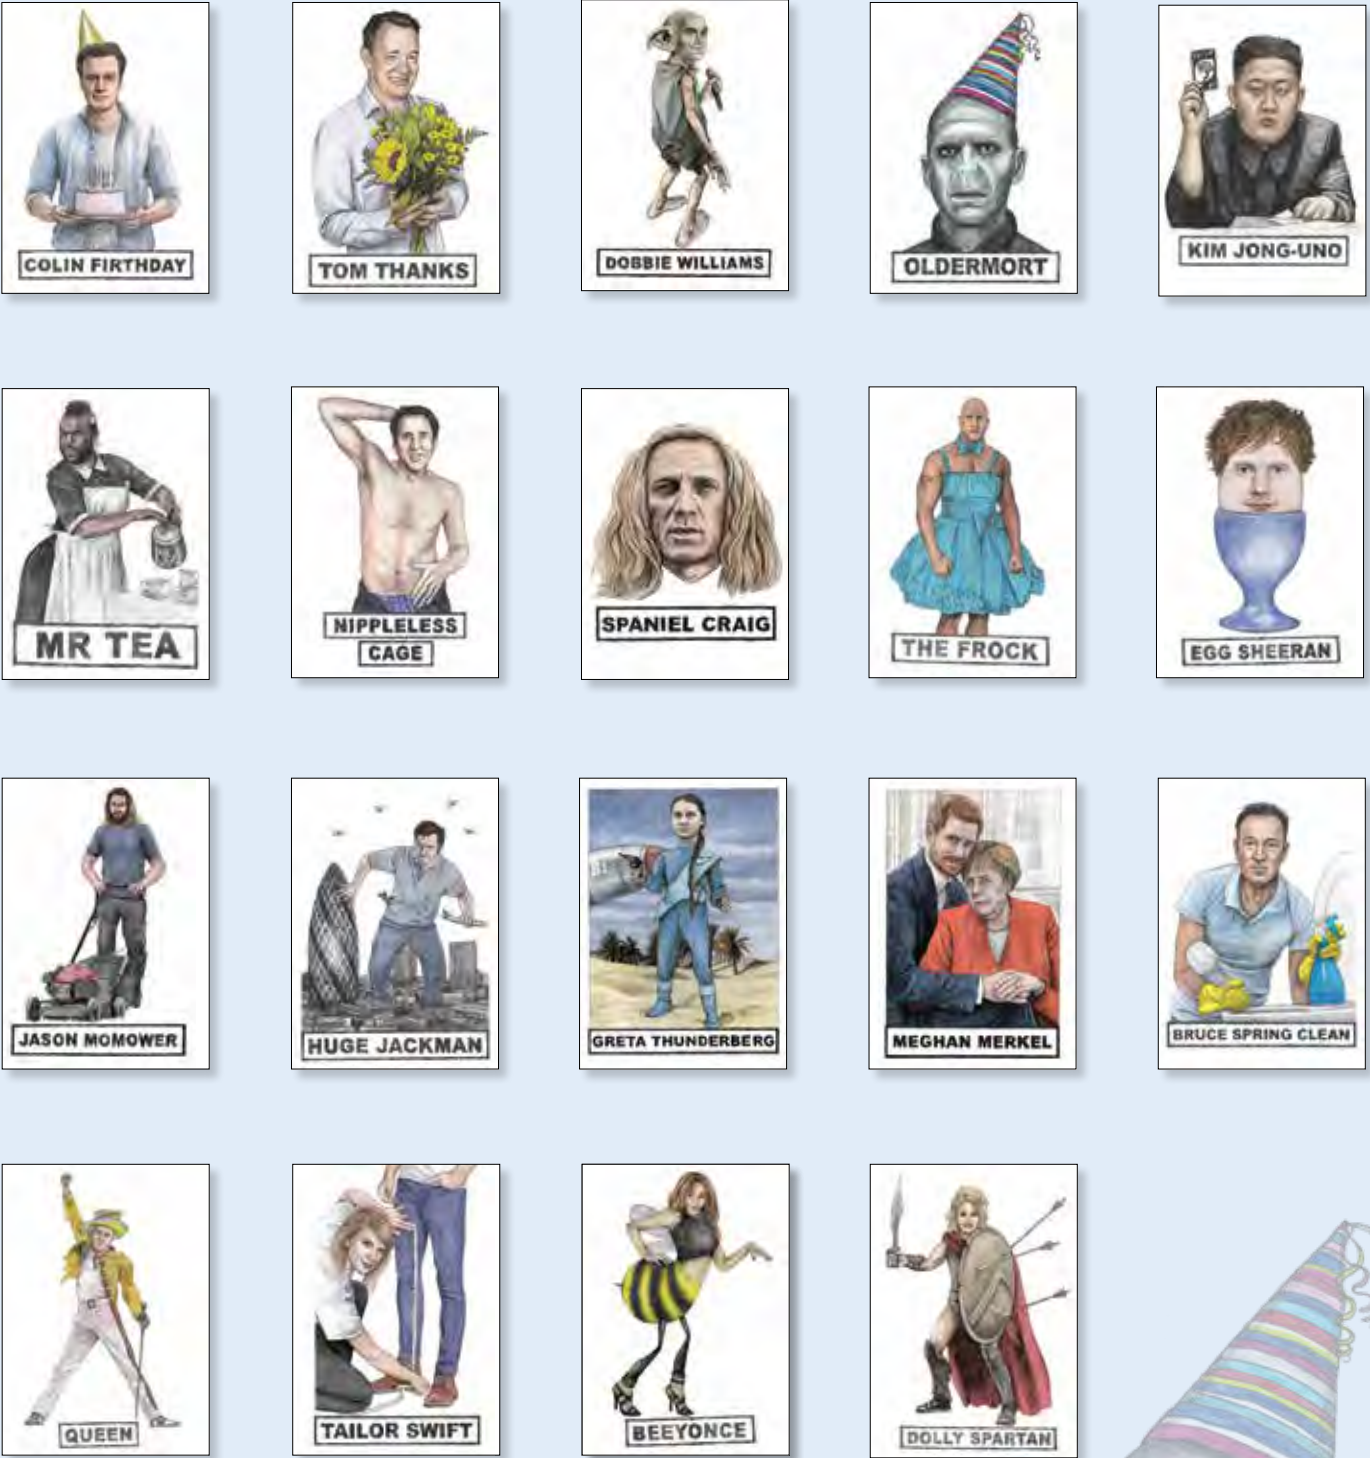 COLIN FIRTHDAY
TOM THANKS
DOBBIE WILLIAMS
OLDERMORT
KIM JONG-UNO
MR TEA
NIPPLELESS
CAGE
SPANIEL CRAIG
THE FROCK
EGG SHEERAN
JASON MOMOWER
HUGE JACKMAN
GRETA THUNDERBERG
MEGHAN MERKEL
BRUCE SPRING CLEAN
QUEEN
TAILOR SWIFT
BEEYONCE
DOLLY SPARTAN